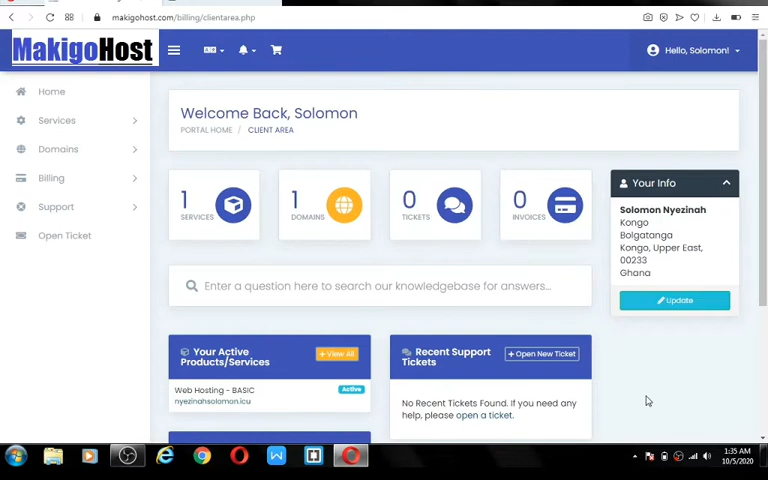 makigohost.com/billing/clientarea.php
MakigoHost
Hello, Solomon!
Home
Services
Domains
Billing
Support
Open Ticket
Welcome Back, Solomon
PORTAL HOME / CLIENT AREA
1
SERVICES
1
DOMAINS
0
TICKETS
0
INVOICES
Your Info
Solomon Nyezinah
Kongo
Bolgatanga
Kongo, Upper East,
00233
Ghana
Update
Enter a question here to search our knowledgebase for answers...
Your Active
Products/Services
+ View All
Web Hosting - BASIC
Active
nyezinahsolomon.icu
Recent Support
Tickets
+ Open New Ticket
No Recent Tickets Found. If you need any
help, please open a ticket.
1:35 AM
10/5/2020